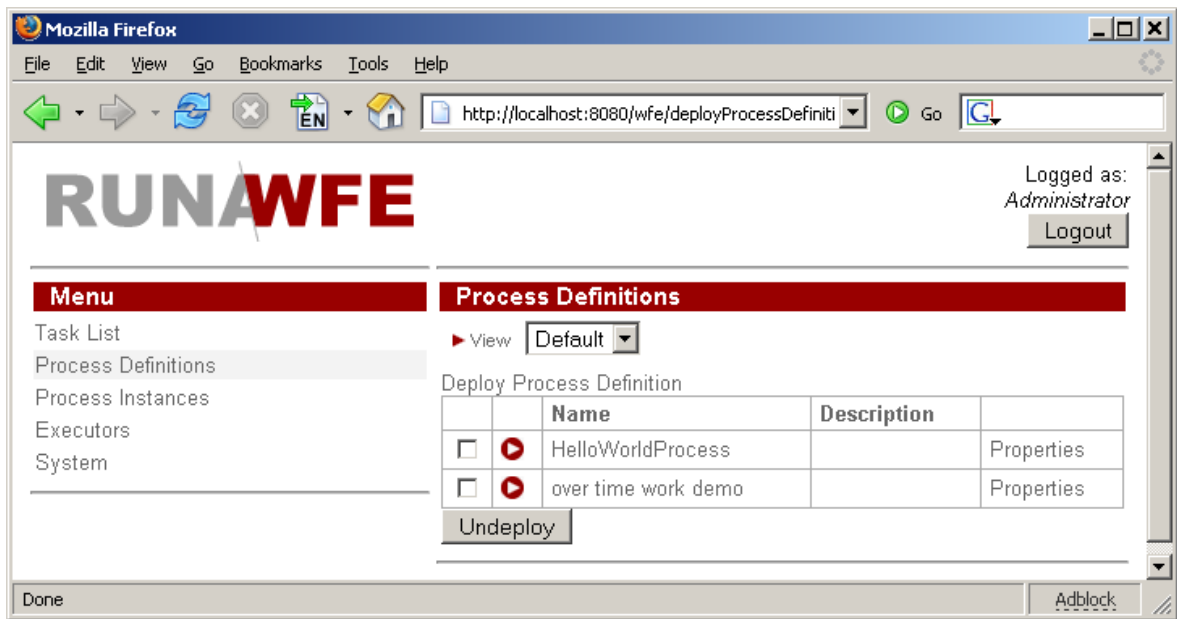 Mozilla Firefox
File Edit View Go Bookmarks Tools Help
EN http://localhost:8080/wfe/deployProcessDefiniti Go G
RUNAWFE
Logged as:
Administrator
Logout
Menu
Task List
Process Definitions
Process Instances
Executors
System
Process Definitions
View Default
Deploy Process Definition
Name Description
HelloWorldProcess Properties
over time work demo Properties
Undeploy
Done Adblock